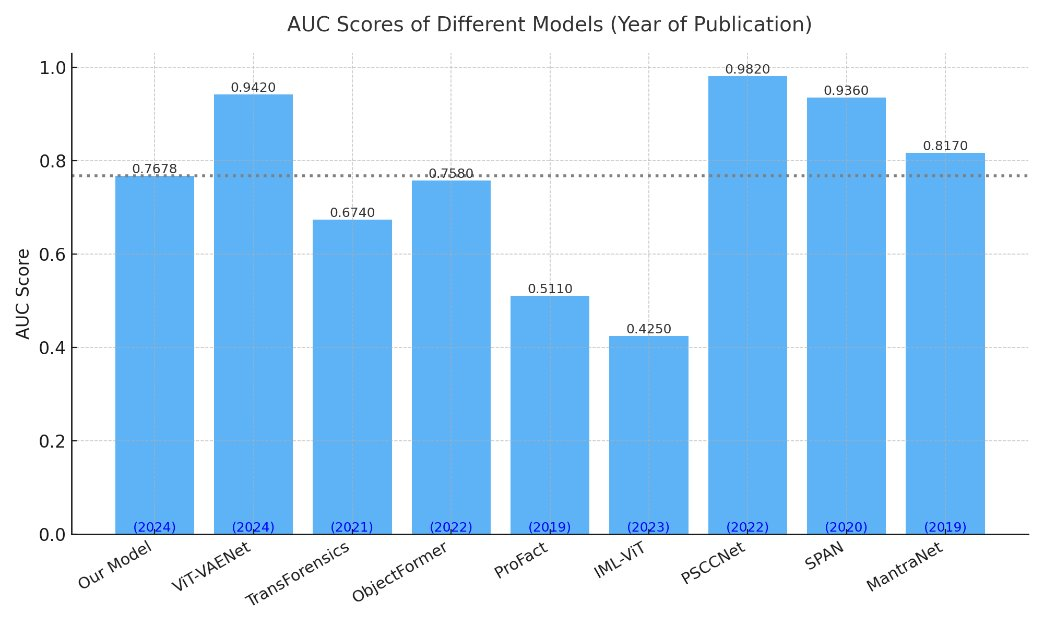 AUC Scores of Different Models (Year of Publication)
AUC Score
1.0
0.8
0.6
0.4
0.2
0.0
0.7678
0.9420
0.6740
0.7580
0.5110
0.4250
0.9820
0.9360
0.8170
(2024)
(2024)
(2021)
(2022)
(2019)
(2023)
(2022)
(2020)
(2019)
Our Model
ViT-VAENet
TransForensics
ObjectFormer
ProFact
IML-ViT
PSCCNet
SPAN
MantraNet